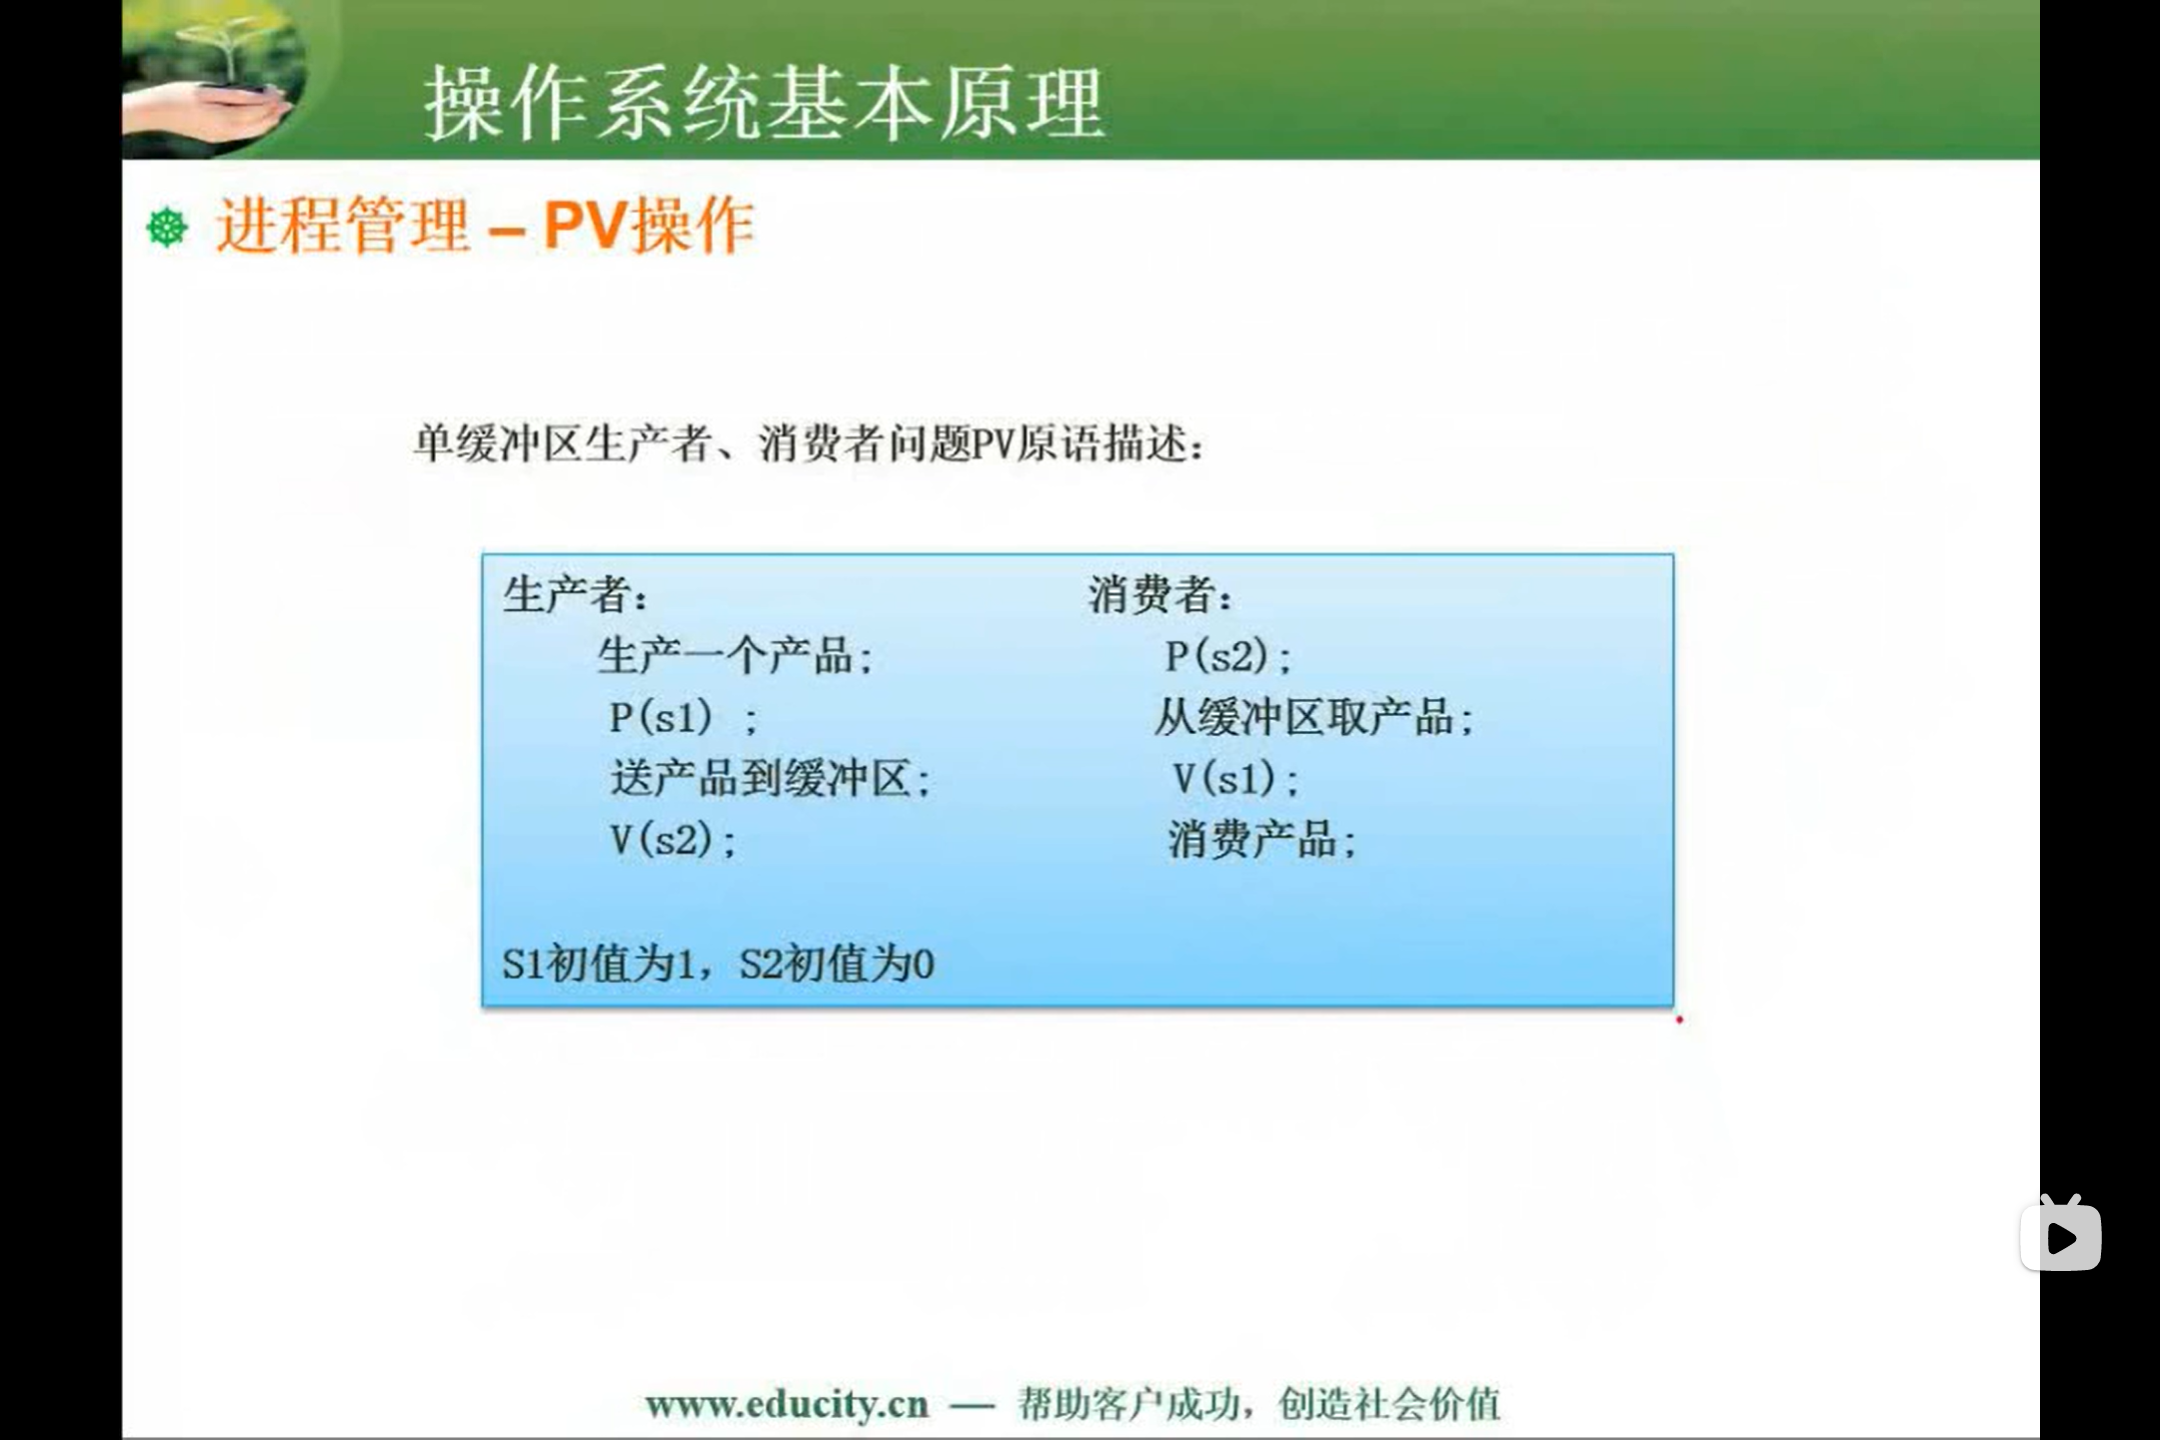 操作系统基本原理
进程管理 – PV操作
单缓冲区生产者、消费者问题PV原语描述：
生产者：
生产一个产品;
P(s1) ;
送产品到缓冲区;
V(s2);
消费者：
P(s2);
从缓冲区取产品;
V(s1);
消费产品;
S1初值为1，S2初值为0
www.educity.cn — 帮助客户成功，创造社会价值